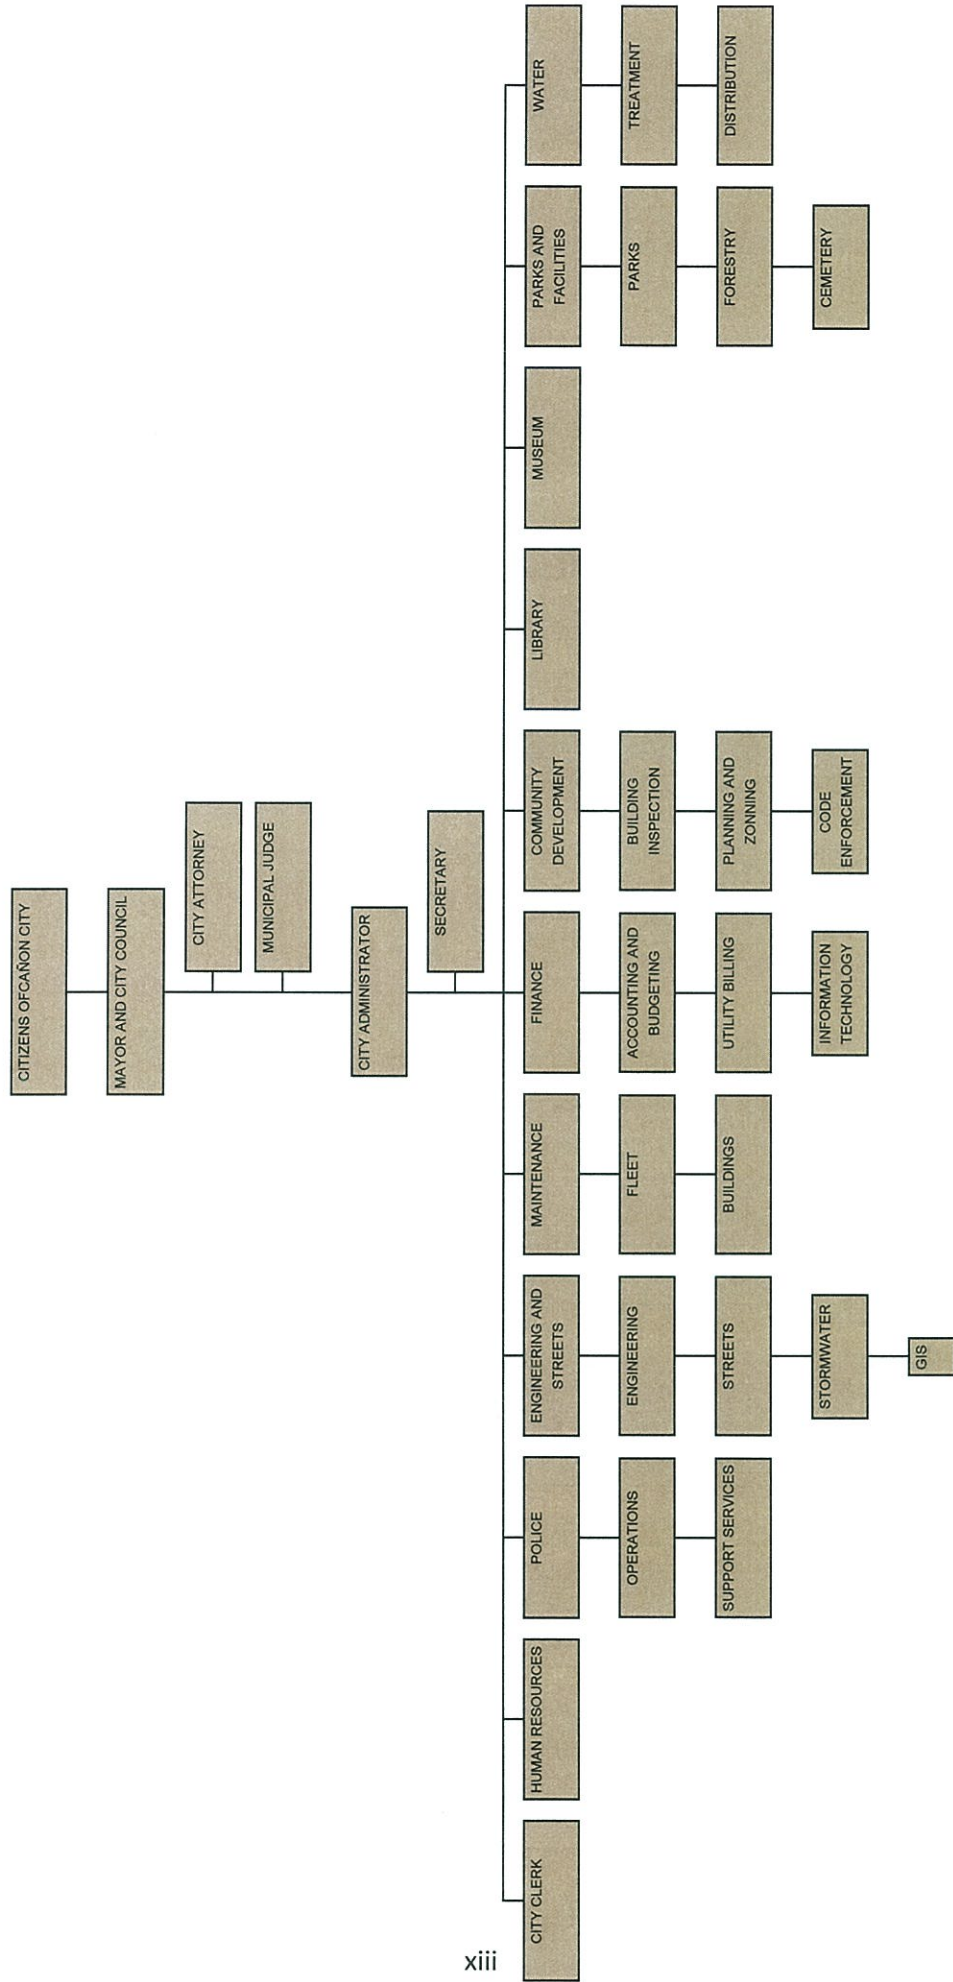 CITIZENS OFCAÑON CITY
MAYOR AND CITY COUNCIL
CITY ATTORNEY
MUNICIPAL JUDGE
CITY ADMINISTRATOR
SECRETARY
CITY CLERK
HUMAN RESOURCES
POLICE
OPERATIONS
SUPPORT SERVICES
ENGINEERING AND
STREETS
ENGINEERING
STREETS
STORMWATER
GIS
MAINTENANCE
FLEET
BUILDINGS
FINANCE
ACCOUNTING AND
BUDGETING
UTILITY BILLING
INFORMATION
TECHNOLOGY
COMMUNITY
DEVELOPMENT
BUILDING
INSPECTION
PLANNING AND
ZONNING
CODE
ENFORCEMENT
LIBRARY
MUSEUM
PARKS AND
FACILITIES
PARKS
FORESTRY
CEMETERY
WATER
TREATMENT
DISTRIBUTION
xiii